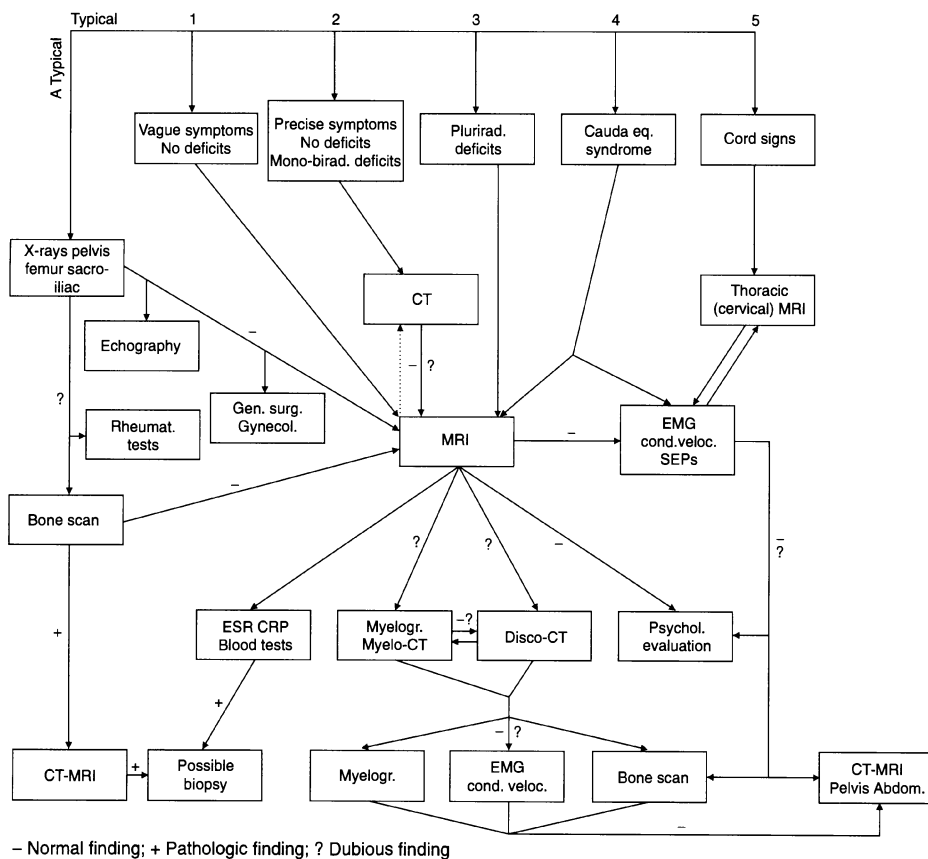 Typical
1
2
3
4
5
A Typical
Vague symptoms
No deficits
Precise symptoms
No deficits
Mono-birad. deficits
Plurirad.
deficits
Cauda eq.
syndrome
Cord signs
X-rays pelvis
femur sacro-
iliac
CT
Thoracic
(cervical) MRI
Echography
–
– ?
?
Gen. surg.
Gynecol.
Rheumat.
tests
MRI
–
EMG
cond.veloc.
SEPs
–
Bone scan
–
?
?
?
–
+
ESR CRP
Blood tests
Myelogr.
Myelo-CT
–?
Disco-CT
Psychol.
evaluation
+
– ?
CT-MRI
+
Possible
biopsy
Myelogr.
EMG
cond. veloc.
Bone scan
CT-MRI
Pelvis Abdom.
–
– Normal finding; + Pathologic finding; ? Dubious finding